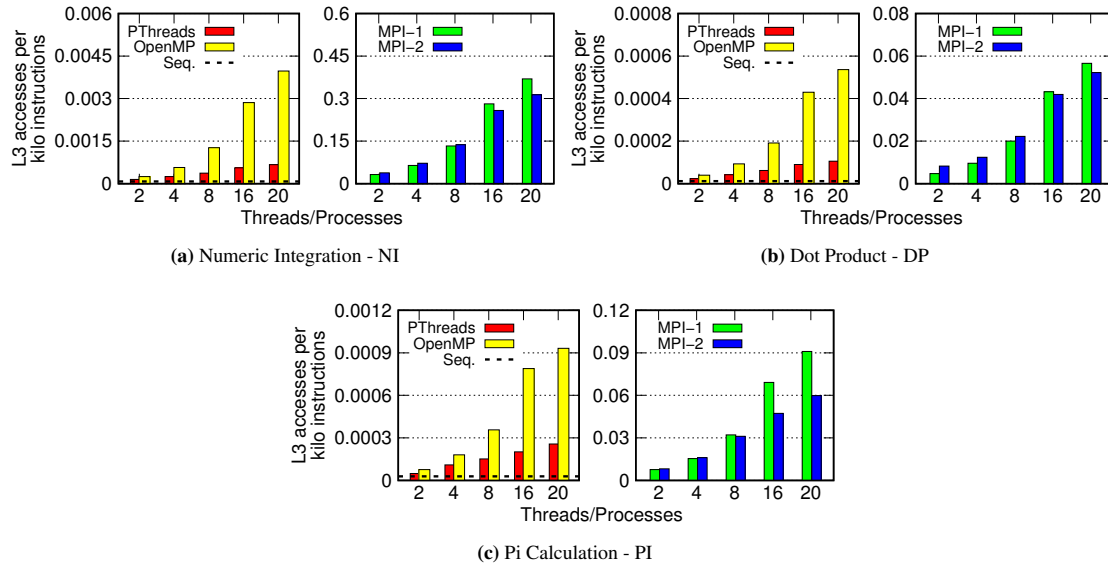 L3 accesses per
kilo instructions
0.006
0.0045
0.003
0.0015
0
PThreads
OpenMP
Seq.
2 4 8 16 20
0.6
0.45
0.3
0.15
0
MPI-1
MPI-2
2 4 8 16 20
Threads/Processes
(a) Numeric Integration - NI
L3 accesses per
kilo instructions
0.0008
0.0006
0.0004
0.0002
0
PThreads
OpenMP
Seq.
2 4 8 16 20
0.08
0.06
0.04
0.02
0
MPI-1
MPI-2
2 4 8 16 20
Threads/Processes
(b) Dot Product - DP
L3 accesses per
kilo instructions
0.0012
0.0009
0.0006
0.0003
0
PThreads
OpenMP
Seq.
2 4 8 16 20
0.12
0.09
0.06
0.03
0
MPI-1
MPI-2
2 4 8 16 20
Threads/Processes
(c) Pi Calculation - PI